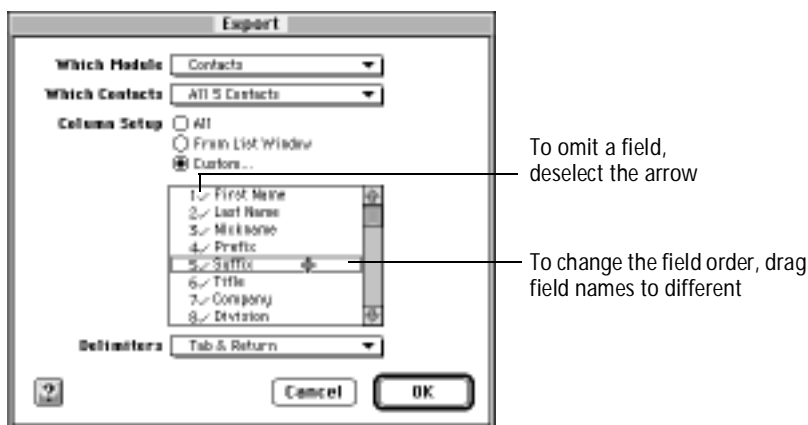 Export
Which Module Contacts
Which Contacts All 5 Contacts
Column Setup All
From List Window
Custom...
1 First Name
2 Last Name
3 Nickname
4 Prefix
5 Suffix
6 Title
7 Company
8 Division
Delimiters Tab & Return
? Cancel OK
To omit a field,
deselect the arrow
To change the field order, drag
field names to different